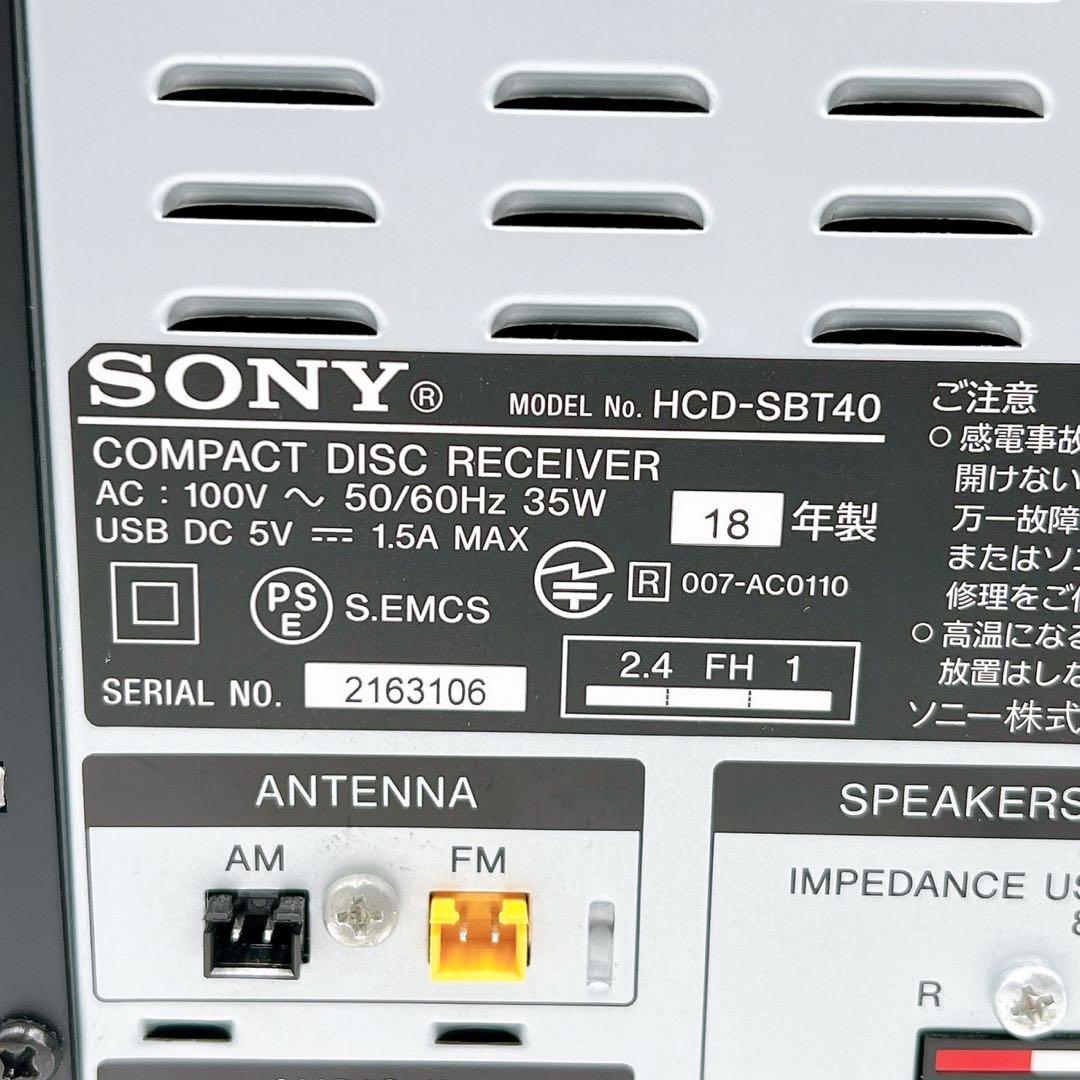 SONY®
MODEL No. HCD-SBT40
COMPACT DISC RECEIVER
AC : 100V ～ 50/60Hz 35W
USB DC 5V ⎓ 1.5A MAX
18 年製
PSE S.EMCS
R 007-AC0110
SERIAL NO. 2163106
2.4 FH 1
ご注意
○ 感電事故
開けない
万一故障
またはソニ
修理をご
○ 高温になる
放置はしな
ソニー株式
ANTENNA
AM FM
SPEAKERS
IMPEDANCE US
R